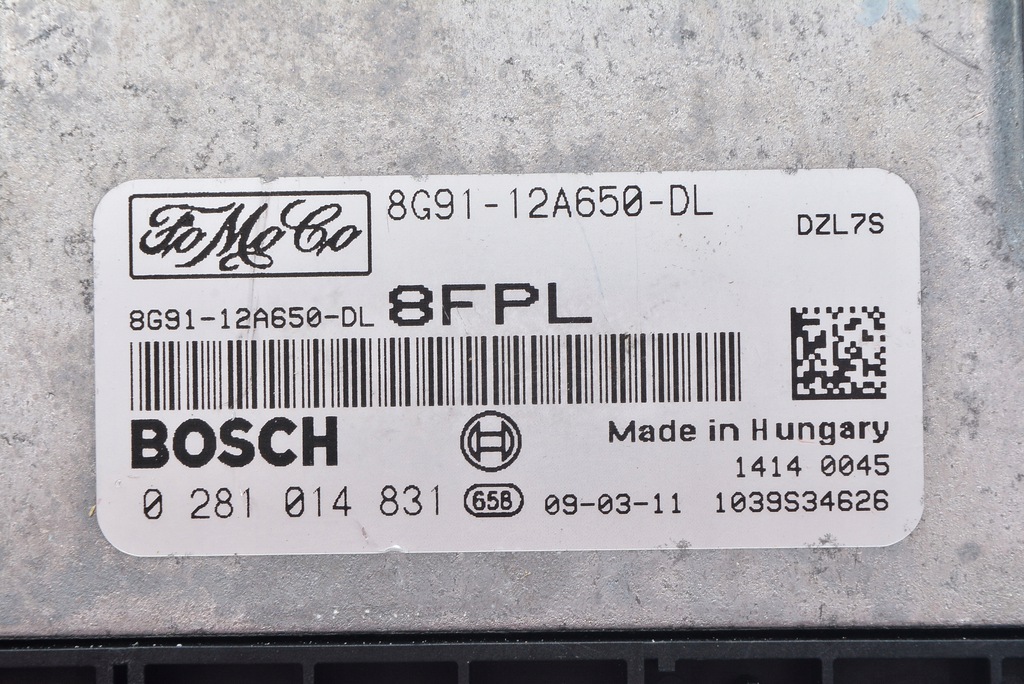 FoMoCo 8G91-12A650-DL
DZL7S
8G91-12A650-DL 8FPL
BOSCH
Made in Hungary
1414 0045
0 281 014 831 65B 09-03-11 1039S34626